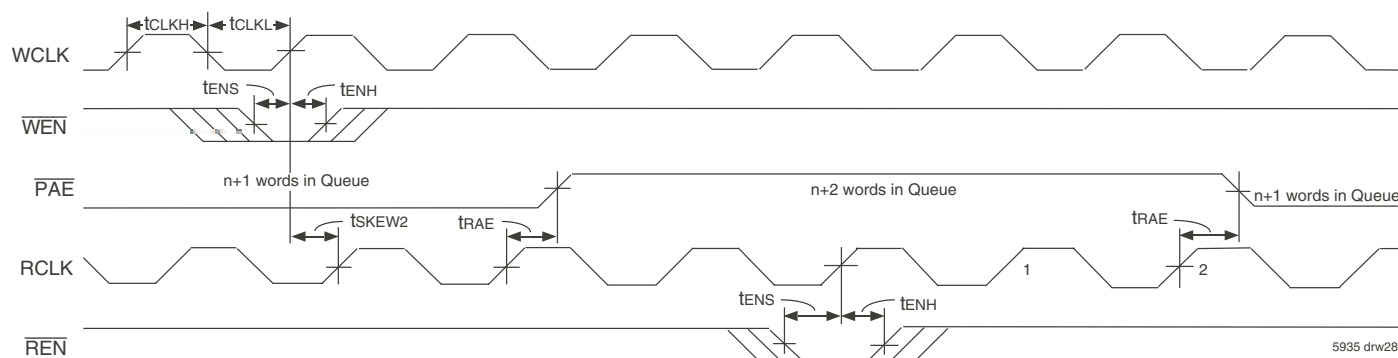 tCLKH tCLKL
WCLK
tENS tENH
WEN
PAE
n+1 words in Queue
n+2 words in Queue
n+1 words in Queue
tSKEW2
tRAE
tRAE
RCLK
1
2
tENS tENH
REN
5935 drw28